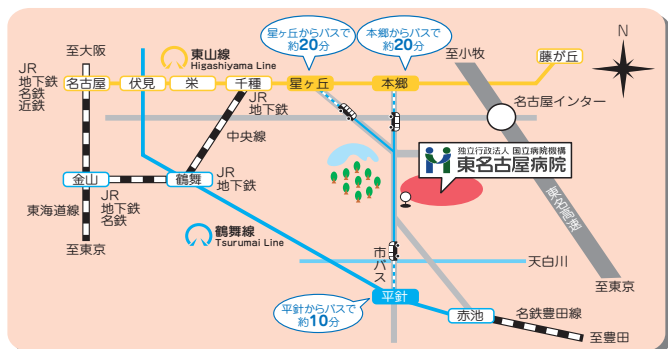 星ヶ丘からバスで
約20分
本郷からバスで
約20分
N
至大阪
東山線
Higashiyama Line
至小牧
藤が丘
JR
地下鉄
名鉄
近鉄
名古屋
伏見
栄
千種
星ヶ丘
本郷
JR
地下鉄
名古屋インター
中央線
独立行政法人 国立病院機構
東名古屋病院
金山
鶴舞
JR
地下鉄
JR
地下鉄
名鉄
東海道線
東名高速
鶴舞線
Tsurumai Line
至東京
市バス
天白川
至東京
平針からバスで
約10分
平針
赤池
名鉄豊田線
至豊田